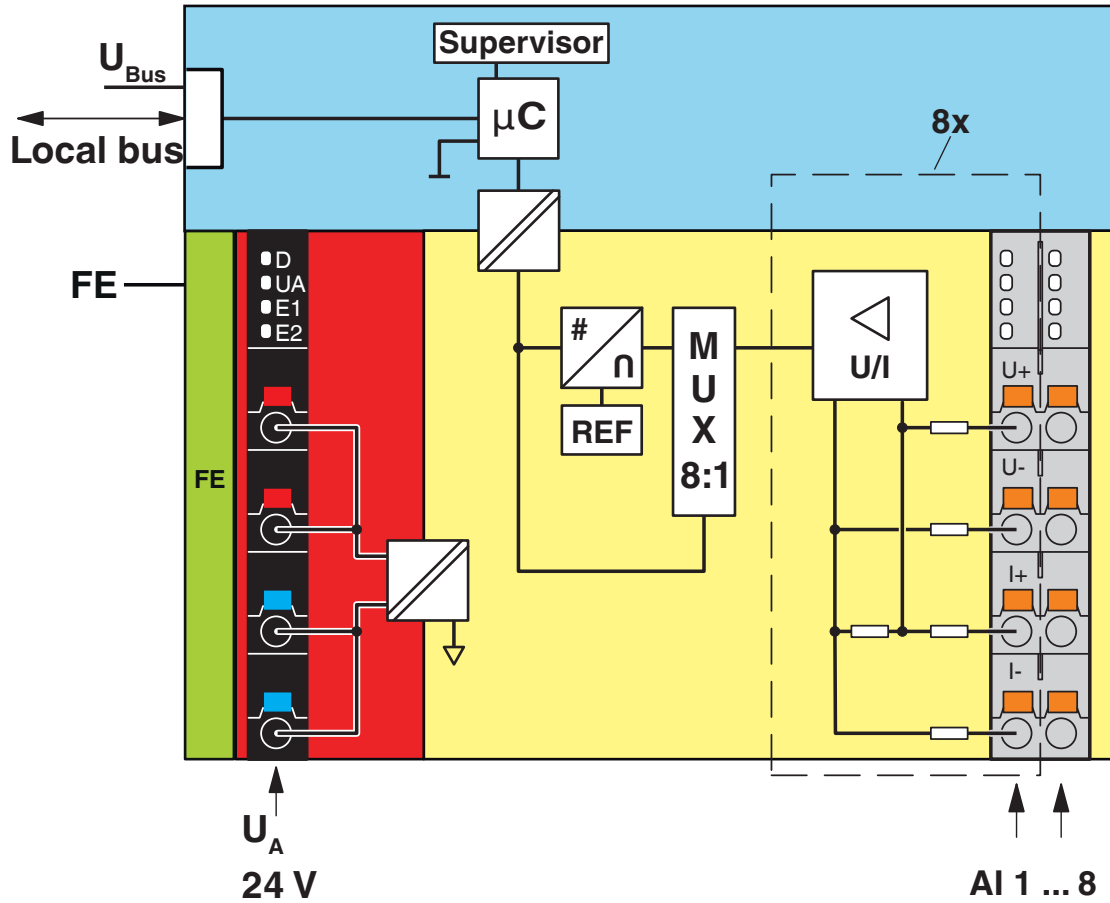 Supervisor
U Bus
µC
Local bus
8x
FE
D
UA
E1
E2
#
∩
M
U
X
8:1
REF
U/I
U+
U-
I+
I-
FE
U A
24 V
AI 1 ... 8